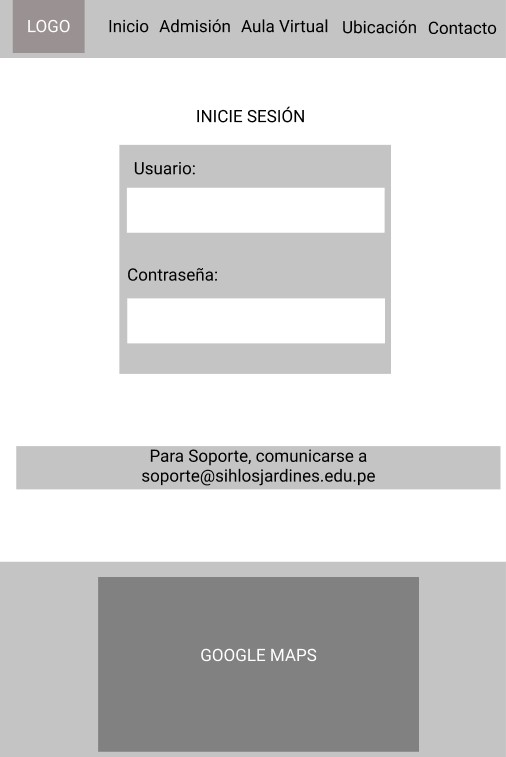 LOGO Inicio Admisión Aula Virtual Ubicación Contacto
INICIE SESIÓN
Usuario:
Contraseña:
Para Soporte, comunicarse a
soporte@sihlosjardines.edu.pe
GOOGLE MAPS